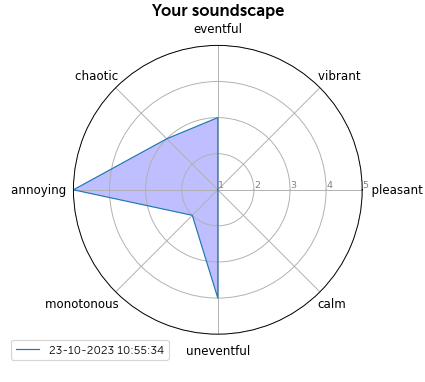 Your soundscape
eventful
chaotic
vibrant
annoying
1 2 3 4 5
pleasant
monotonous
calm
uneventful
23-10-2023 10:55:34